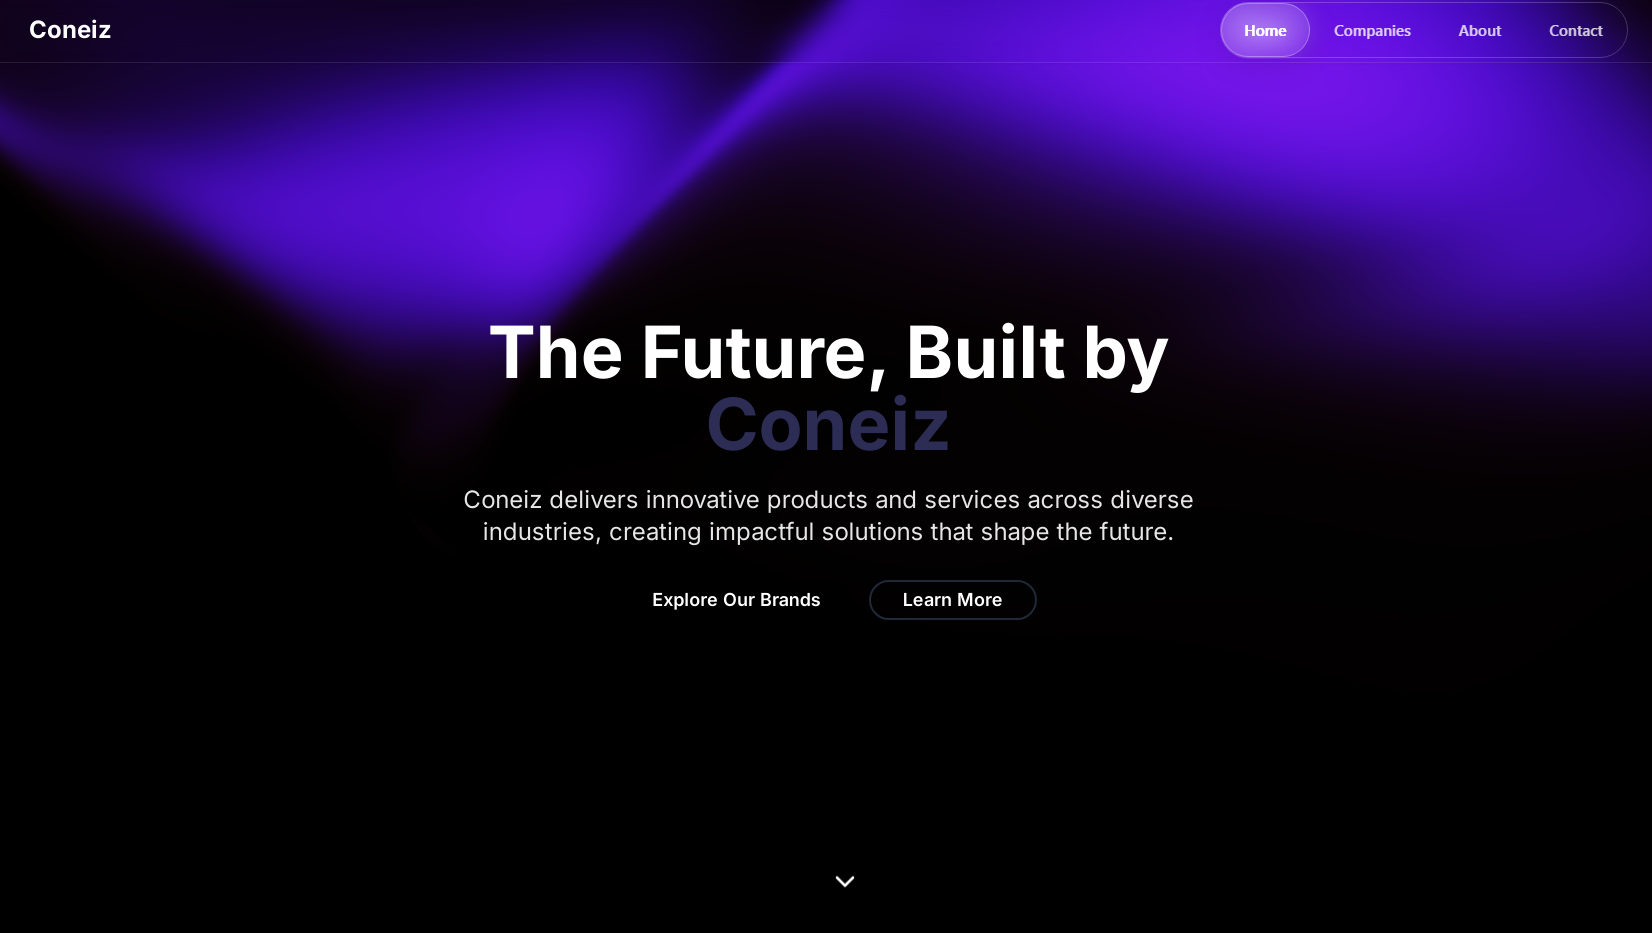 Coneiz
Home Companies About Contact
The Future, Built by
Coneiz
Coneiz delivers innovative products and services across diverse
industries, creating impactful solutions that shape the future.
Explore Our Brands Learn More